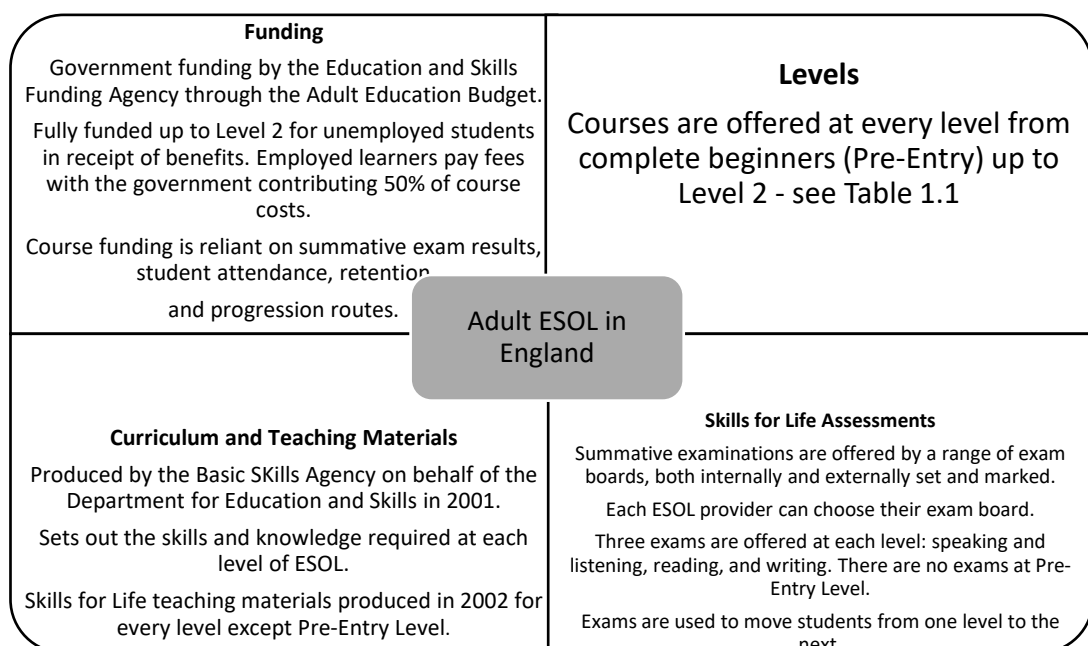 Funding
Government funding by the Education and Skills
Funding Agency through the Adult Education Budget.
Fully funded up to Level 2 for unemployed students
in receipt of benefits. Employed learners pay fees
with the government contributing 50% of course
costs.
Course funding is reliant on summative exam results,
student attendance, retention
and progression routes.
Levels
Courses are offered at every level from
complete beginners (Pre-Entry) up to
Level 2 - see Table 1.1
Adult ESOL in
England
Curriculum and Teaching Materials
Produced by the Basic SKills Agency on behalf of the
Department for Education and Skills in 2001.
Sets out the skills and knowledge required at each
level of ESOL.
Skills for Life teaching materials produced in 2002 for
every level except Pre-Entry Level.
Skills for Life Assessments
Summative examinations are offered by a range of exam
boards, both internally and externally set and marked.
Each ESOL provider can choose their exam board.
Three exams are offered at each level: speaking and
listening, reading, and writing. There are no exams at Pre-
Entry Level.
Exams are used to move students from one level to the
next